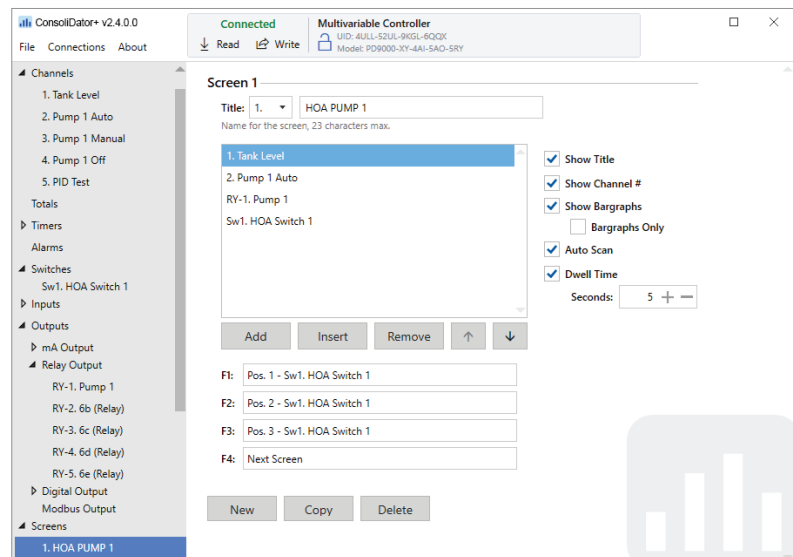 ConsoliDator+ v2.4.0.0
File Connections About
Connected
Read Write
Multivariable Controller
UID: 4ULL-52UL-9KGL-6QQX
Model: PD9000-XY-4AI-5AO-5RY
Channels
1. Tank Level
2. Pump 1 Auto
3. Pump 1 Manual
4. Pump 1 Off
5. PID Test
Totals
Timers
Alarms
Switches
Sw1. HOA Switch 1
Inputs
Outputs
mA Output
Relay Output
RY-1. Pump 1
RY-2. 6b (Relay)
RY-3. 6c (Relay)
RY-4. 6d (Relay)
RY-5. 6e (Relay)
Digital Output
Modbus Output
Screens
1. HOA PUMP 1
Screen 1
Title: 1. HOA PUMP 1
Name for the screen, 23 characters max.
1. Tank Level
2. Pump 1 Auto
RY-1. Pump 1
Sw1. HOA Switch 1
Show Title
Show Channel #
Show Bargraphs
Bargraphs Only
Auto Scan
Dwell Time
Seconds: 5
Add Insert Remove
F1: Pos. 1 - Sw1. HOA Switch 1
F2: Pos. 2 - Sw1. HOA Switch 1
F3: Pos. 3 - Sw1. HOA Switch 1
F4: Next Screen
New Copy Delete